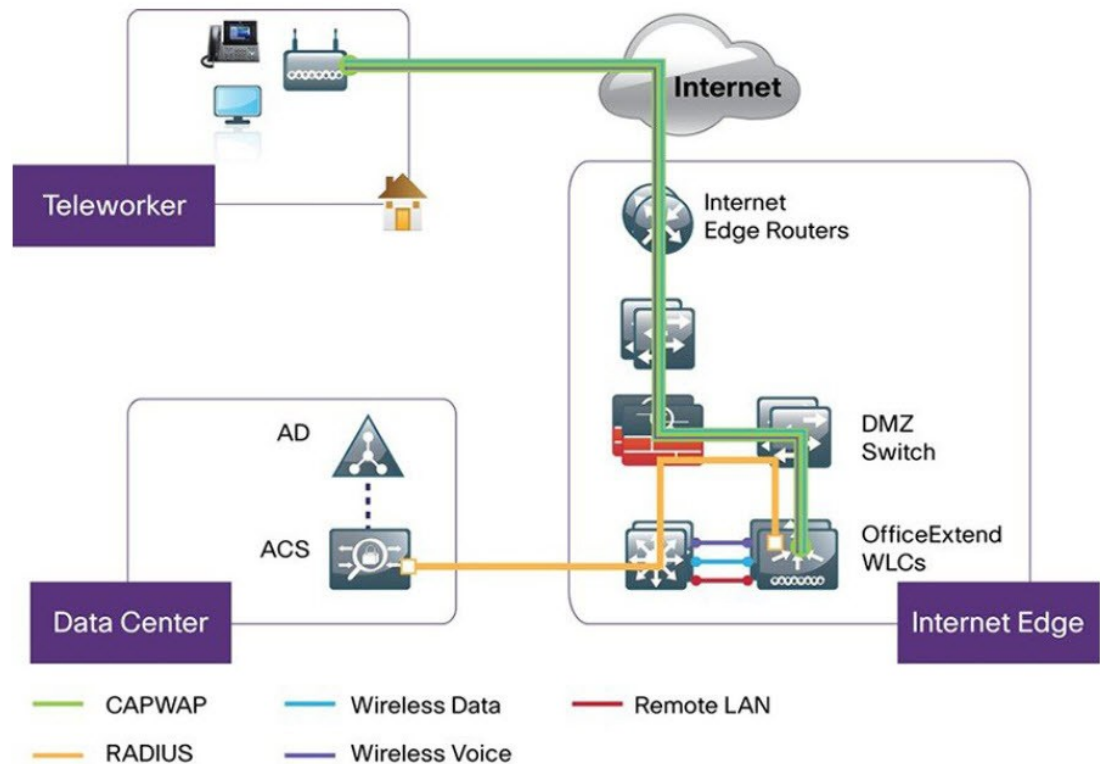 Internet
Teleworker
Internet
Edge Routers
AD
DMZ
Switch
ACS
OfficeExtend
WLCs
Data Center
Internet Edge
CAPWAP
Wireless Data
Remote LAN
RADIUS
Wireless Voice